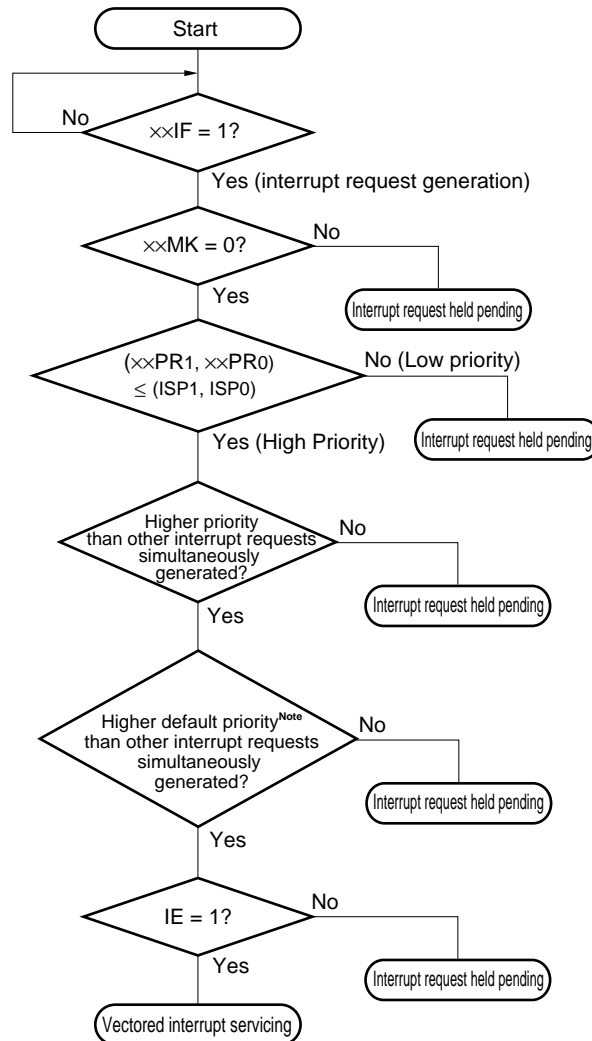 Start
No
××IF = 1?
Yes (interrupt request generation)
No
××MK = 0?
Yes
Interrupt request held pending
(××PR1, ××PR0)
≤ (ISP1, ISP0)
No (Low priority)
Yes (High Priority)
Interrupt request held pending
Higher priority
than other interrupt requests
simultaneously
generated?
No
Interrupt request held pending
Yes
Higher default priorityNote
than other interrupt requests
simultaneously
generated?
No
Interrupt request held pending
Yes
IE = 1?
No
Yes
Interrupt request held pending
Vectored interrupt servicing